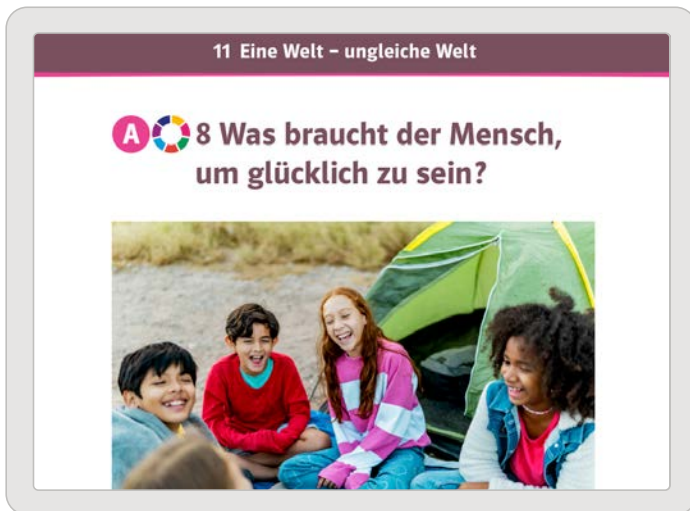 11 Eine Welt – ungleiche Welt
A 8 Was braucht der Mensch,
um glücklich zu sein?